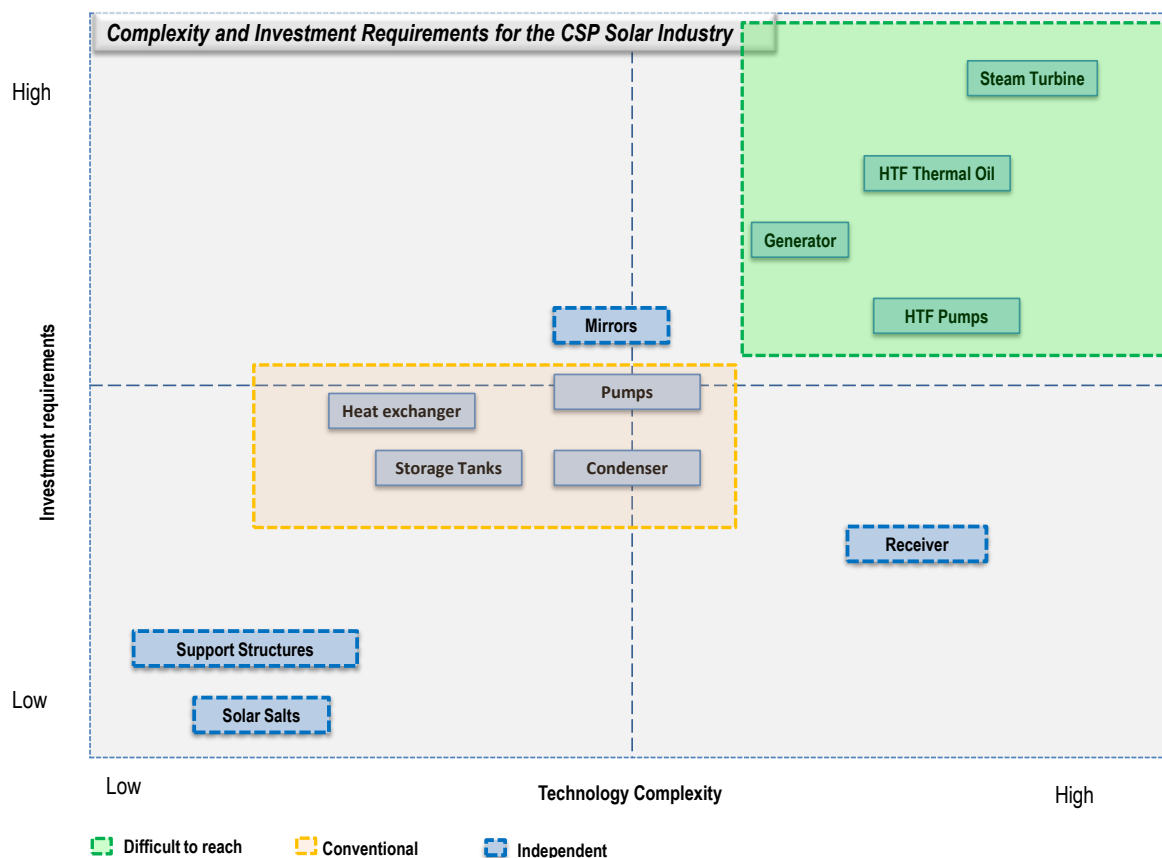 Complexity and Investment Requirements for the CSP Solar Industry
High
Steam Turbine
HTF Thermal Oil
Generator
HTF Pumps
Mirrors
Pumps
Heat exchanger
Storage Tanks
Condenser
Investment requirements
Receiver
Support Structures
Low
Solar Salts
Low
Technology Complexity
High
Difficult to reach
Conventional
Independent